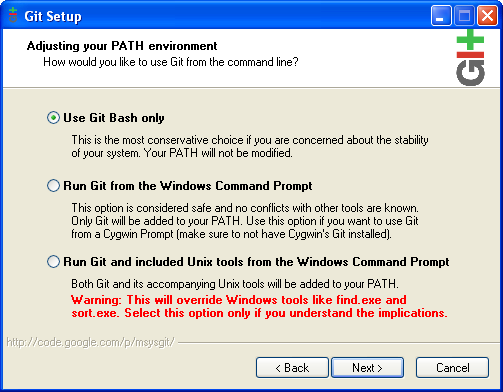 Git Setup
Adjusting your PATH environment
How would you like to use Git from the command line?
GIT
Use Git Bash only
This is the most conservative choice if you are concerned about the stability
of your system. Your PATH will not be modified.
Run Git from the Windows Command Prompt
This option is considered safe and no conflicts with other tools are known.
Only Git will be added to your PATH. Use this option if you want to use Git
from a Cygwin Prompt (make sure to not have Cygwin's Git installed).
Run Git and included Unix tools from the Windows Command Prompt
Both Git and its accompanying Unix tools will be added to your PATH.
Warning: This will override Windows tools like find.exe and
sort.exe. Select this option only if you understand the implications.
http://code.google.com/p/msysgit/
< Back
Next >
Cancel